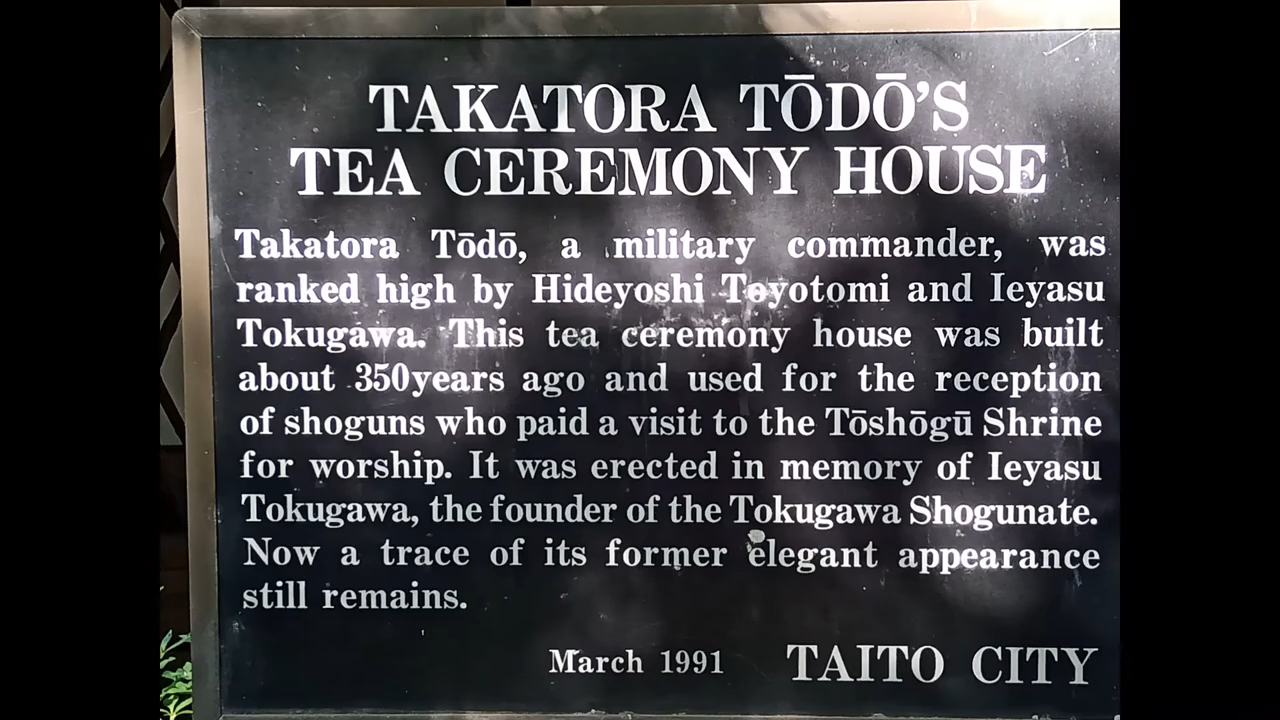 TAKATORA TŌDŌ'S
TEA CEREMONY HOUSE
Takatora Tōdō, a military commander, was
ranked high by Hideyoshi Toyotomi and Ieyasu
Tokugawa. This tea ceremony house was built
about 350years ago and used for the reception
of shoguns who paid a visit to the Tōshōgū Shrine
for worship. It was erected in memory of Ieyasu
Tokugawa, the founder of the Tokugawa Shogunate.
Now a trace of its former elegant appearance
still remains.
March 1991 TAITO CITY